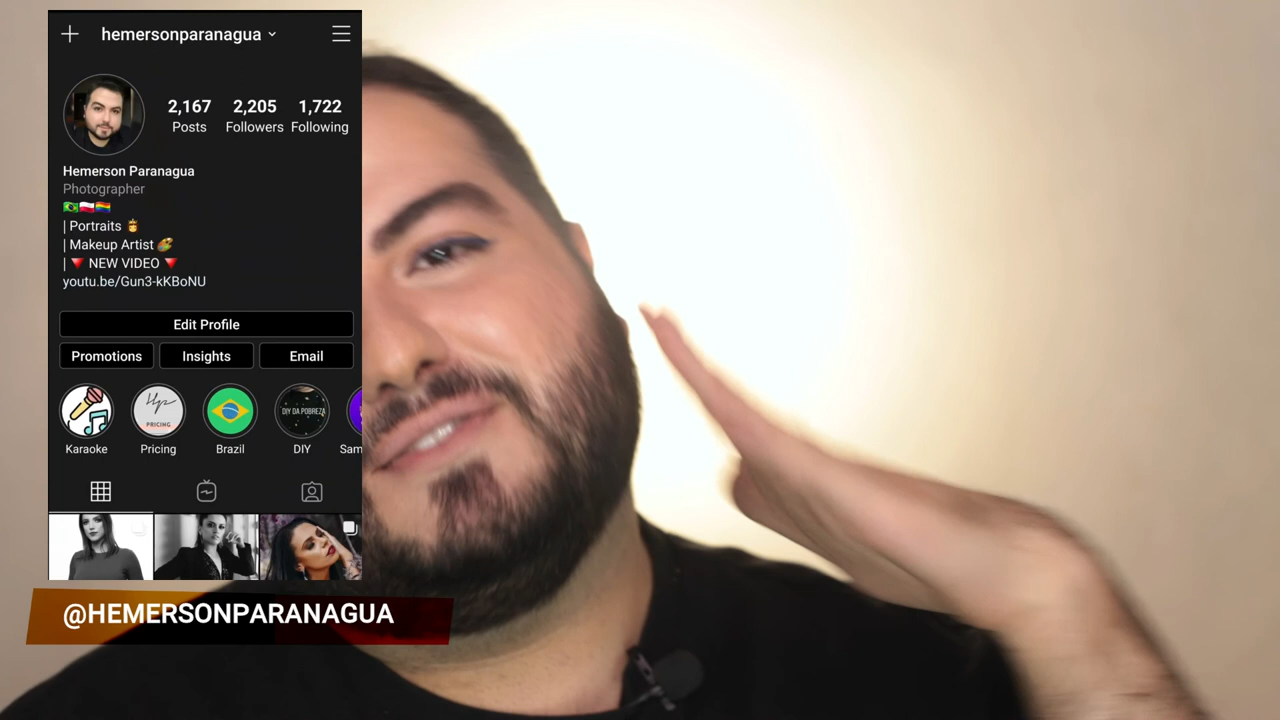 hemersonparanagua
2,167 2,205 1,722
Posts Followers Following
Hemerson Paranagua
Photographer
| Portraits
| Makeup Artist
| NEW VIDEO
youtu.be/Gun3-kKBoNU
Edit Profile
Promotions Insights Email
PRICING
DIY DA POBREZA
Karaoke Pricing Brazil DIY Sam
@HEMERSONPARANAGUA